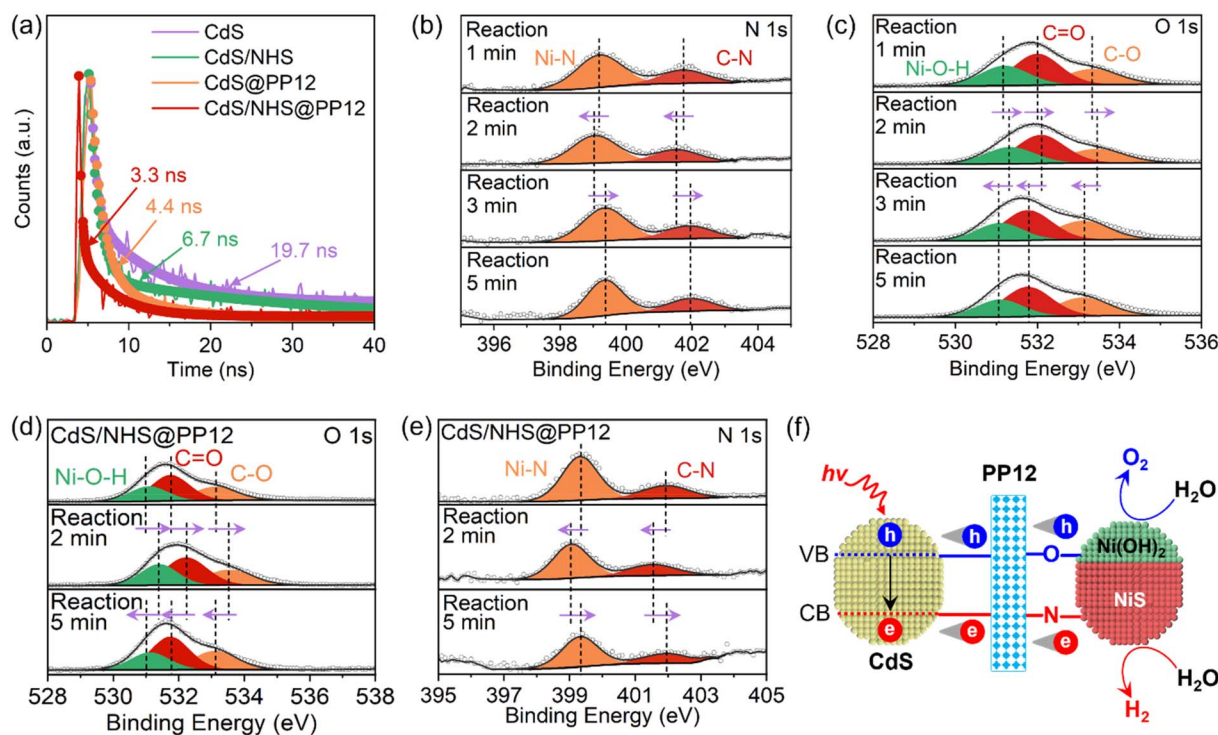 (a)
CdS
CdS/NHS
CdS@PP12
CdS/NHS@PP12
3.3 ns
4.4 ns
6.7 ns
19.7 ns
Counts (a.u.)
0 10 20 30 40
Time (ns)
(b)
Reaction N 1s
1 min
Ni-N C-N
Reaction
2 min
Reaction
3 min
Reaction
5 min
396 398 400 402 404
Binding Energy (eV)
(c)
Reaction C=O O 1s
1 min
Ni-O-H C-O
Reaction
2 min
Reaction
3 min
Reaction
5 min
528 530 532 534 536
Binding Energy (eV)
(d)
CdS/NHS@PP12 O 1s
C=O
Ni-O-H C-O
Reaction
2 min
Reaction
5 min
528 530 532 534 536 538
Binding Energy (eV)
(e)
CdS/NHS@PP12 N 1s
Ni-N C-N
Reaction
2 min
Reaction
5 min
395 397 399 401 403 405
Binding Energy (eV)
(f)
hv
PP12
O2
H2O
h h h
Ni(OH)2
VB
O
NiS
CB
N
e e e
CdS
H2O
H2